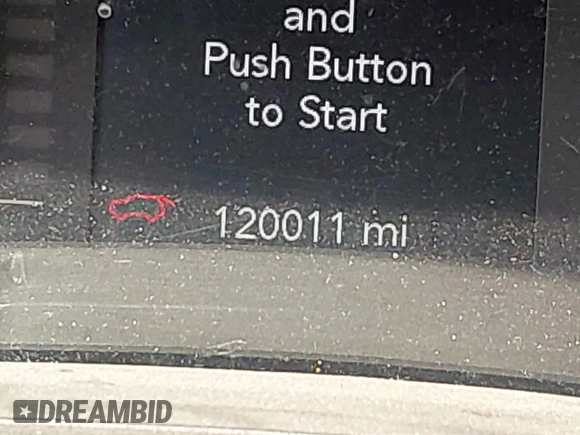 and
Push Button
to Start
120011 mi
DREAMBID